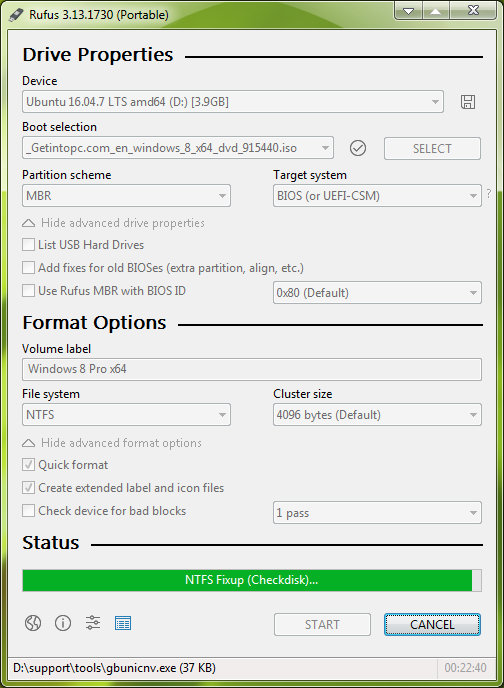 Rufus 3.13.1730 (Portable)
Drive Properties
Device
Ubuntu 16.04.7 LTS amd64 (D:) [3.9GB]
Boot selection
_Getintopc.com_en_windows_8_x64_dvd_915440.iso
SELECT
Partition scheme Target system
MBR BIOS (or UEFI-CSM) ?
Hide advanced drive properties
List USB Hard Drives
Add fixes for old BIOSes (extra partition, align, etc.)
Use Rufus MBR with BIOS ID 0x80 (Default)
Format Options
Volume label
Windows 8 Pro x64
File system Cluster size
NTFS 4096 bytes (Default)
Hide advanced format options
Quick format
Create extended label and icon files
Check device for bad blocks 1 pass
Status
NTFS Fixup (Checkdisk)...
START CANCEL
D:\support\tools\gbunicnv.exe (37 KB) 00:22:40